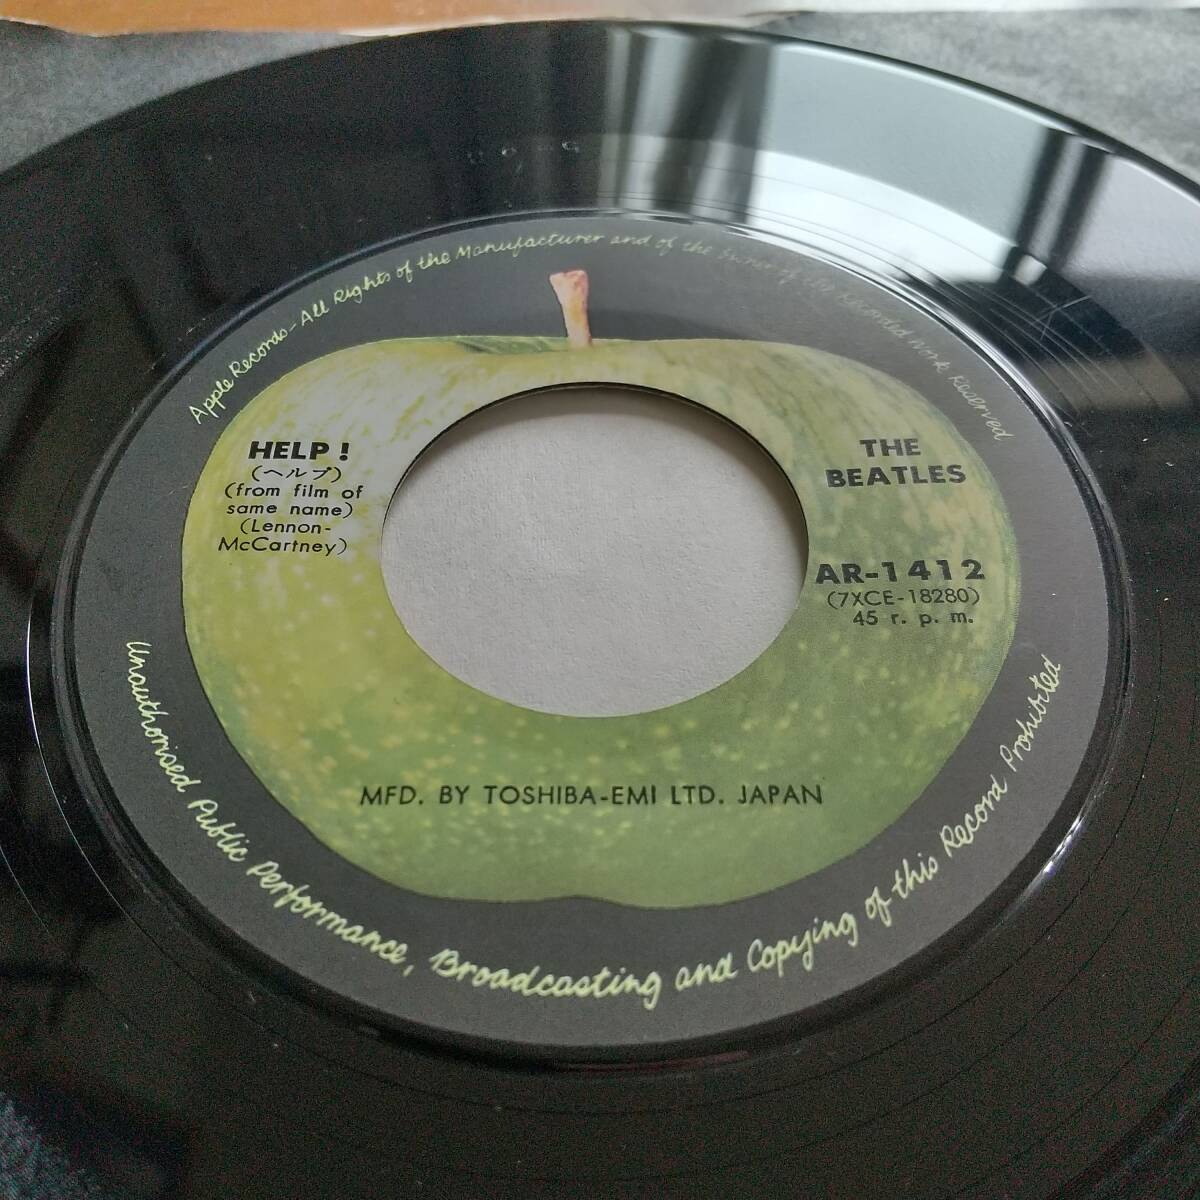 Apple Records-All Rights of the Manufacturer and of the Owner of the Recorded Work Reserved
HELP!
(ヘルプ)
(from film of
same name)
(Lennon-
McCartney)
THE
BEATLES
AR-1412
(7XCE-18280)
45 r. p. m.
MFD. BY TOSHIBA-EMI LTD. JAPAN
Unauthorised Public Performance, Broadcasting and Copying of this Record Prohibited